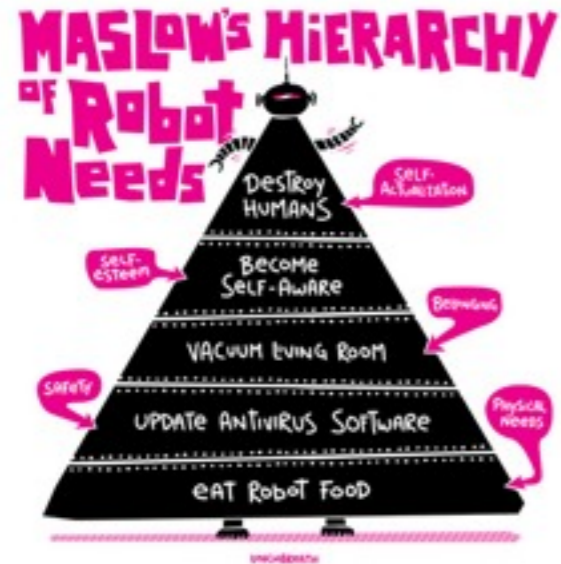 MASLOW'S HIERARCHY
OF ROBOT
NEEDS
DESTROY
HUMANS
SELF-
ACTUALIZATION
SELF-
ESTEEM
BECOME
SELF-AWARE
BELONGING
VACUUM LIVING ROOM
SAFETY
UPDATE ANTIVIRUS SOFTWARE
PHYSICAL
NEEDS
EAT ROBOT FOOD